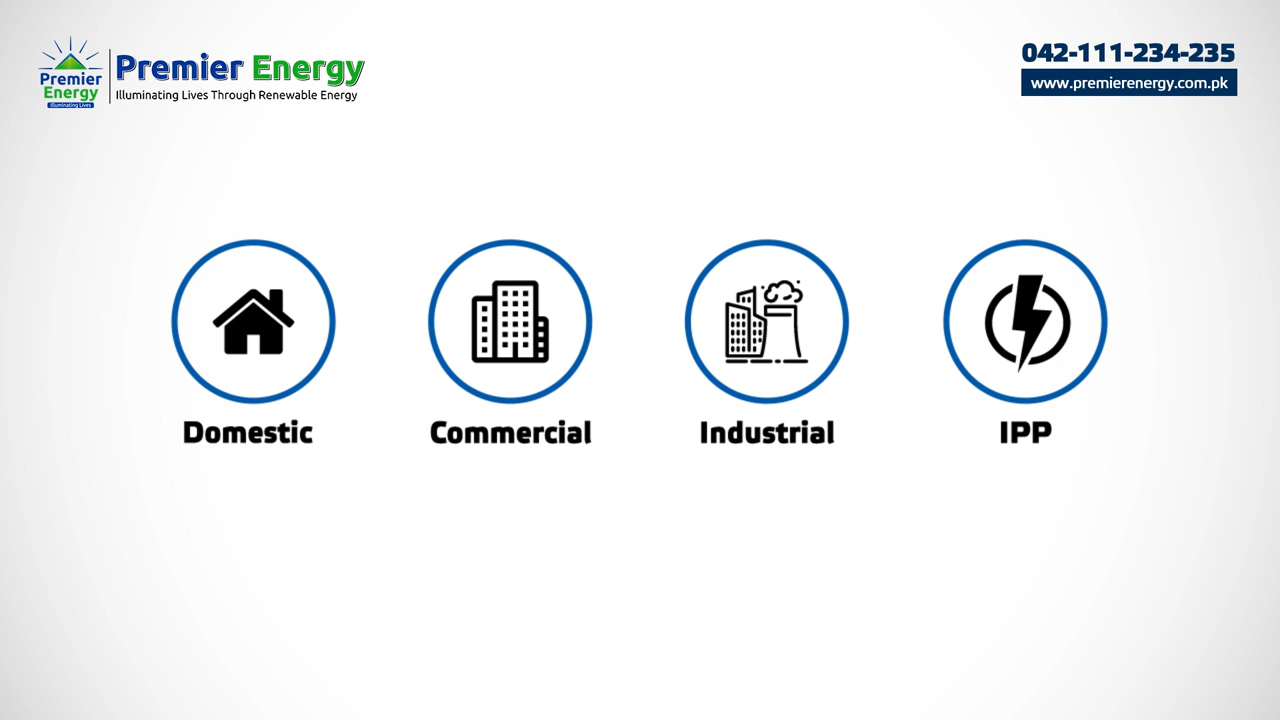 Premier
Energy
Illuminating Lives
Premier Energy
Illuminating Lives Through Renewable Energy
042-111-234-235
www.premierenergy.com.pk
Domestic
Commercial
Industrial
IPP